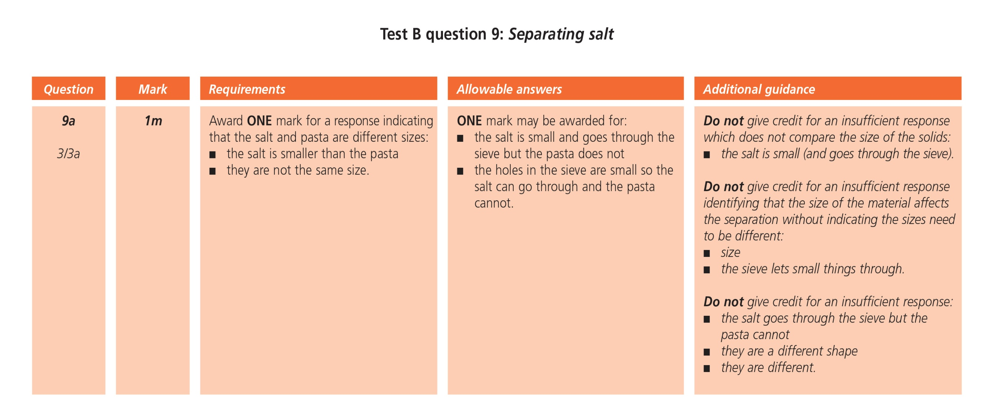 Test B question 9: Separating salt
Question
Mark
Requirements
Allowable answers
Additional guidance
9a
3/3a
1m
Award ONE mark for a response indicating
that the salt and pasta are different sizes:
■ the salt is smaller than the pasta
■ they are not the same size.
ONE mark may be awarded for:
■ the salt is small and goes through the
sieve but the pasta does not
■ the holes in the sieve are small so the
salt can go through and the pasta
cannot.
Do not give credit for an insufficient response
which does not compare the size of the solids:
■ the salt is small (and goes through the sieve).
Do not give credit for an insufficient response
identifying that the size of the material affects
the separation without indicating the sizes need
to be different:
■ size
■ the sieve lets small things through.
Do not give credit for an insufficient response:
■ the salt goes through the sieve but the
pasta cannot
■ they are a different shape
■ they are different.